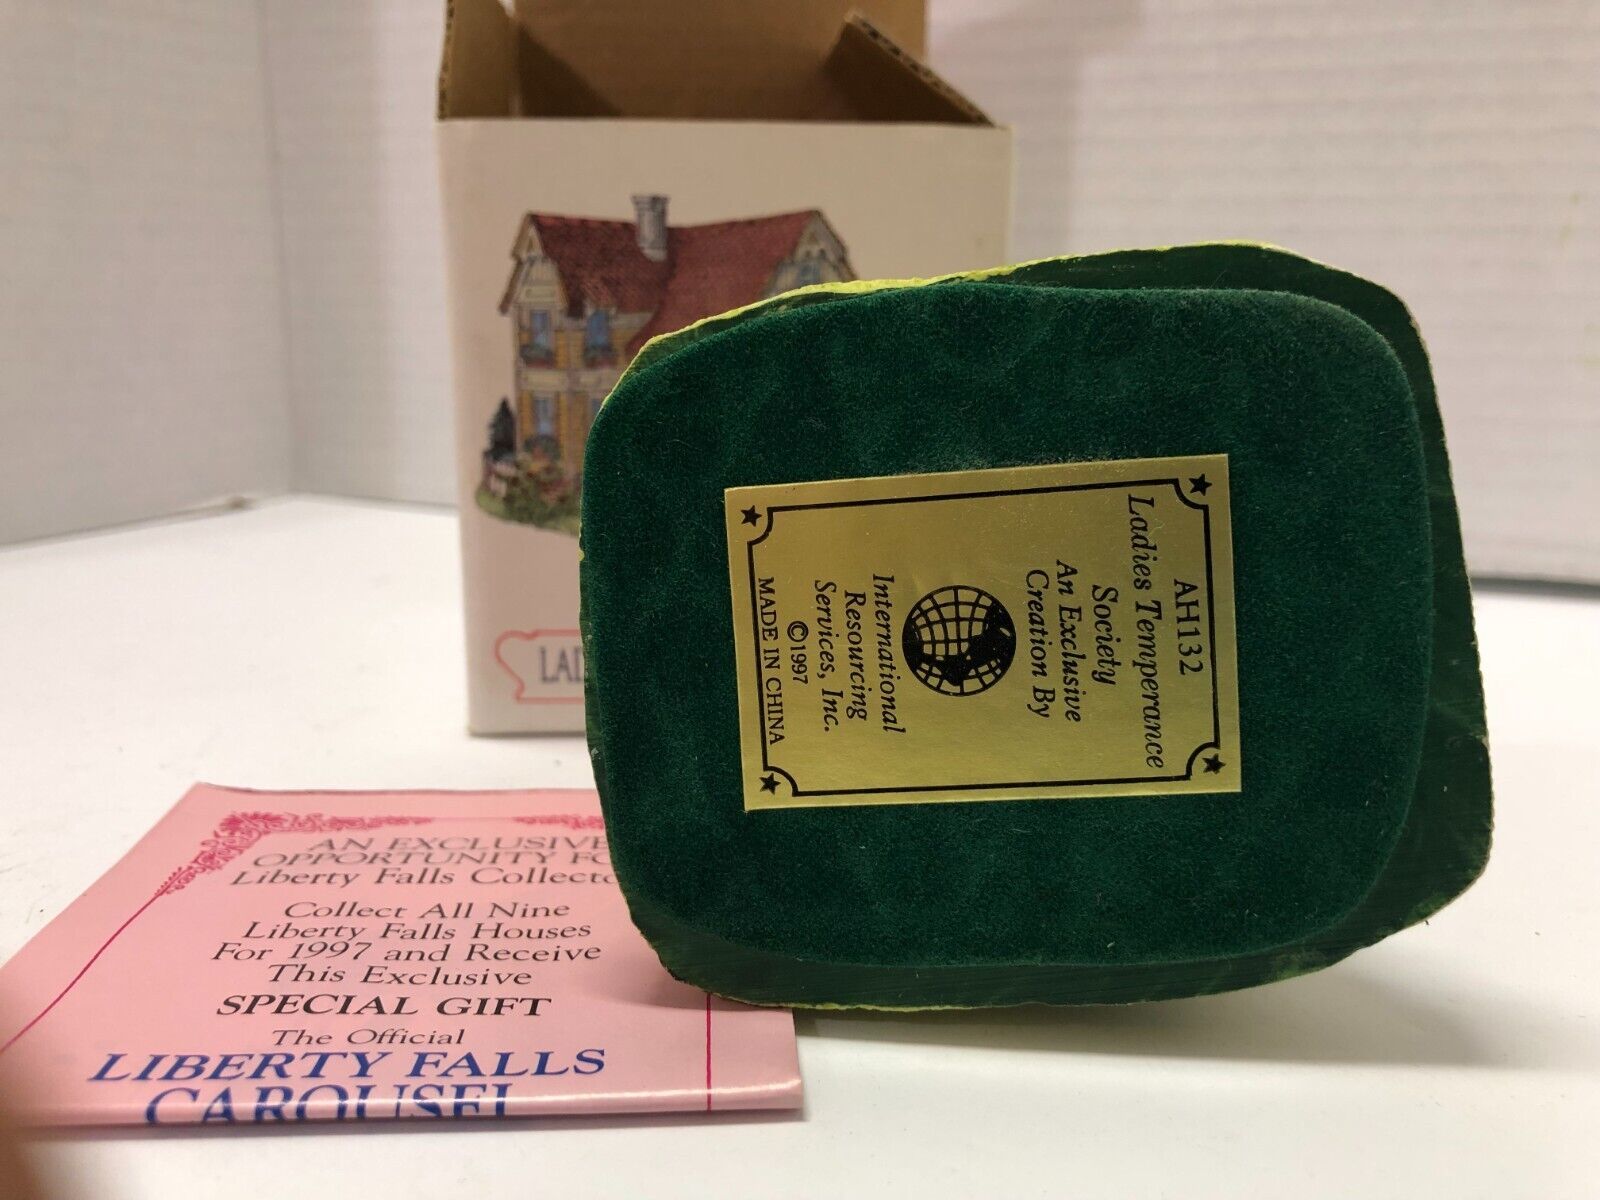 LAD
AH132
Ladies Temperance
Society
An Exclusive
Creation By
International
Resourcing
Services, Inc.
©1997
MADE IN CHINA
AN EXCLUSIVE
OPPORTUNITY
Liberty Falls
Collect All Nine
Liberty Falls Houses
For 1997 and Receive
This Exclusive
SPECIAL GIFT
The Official
LIBERTY FALLS
CAROUSEL